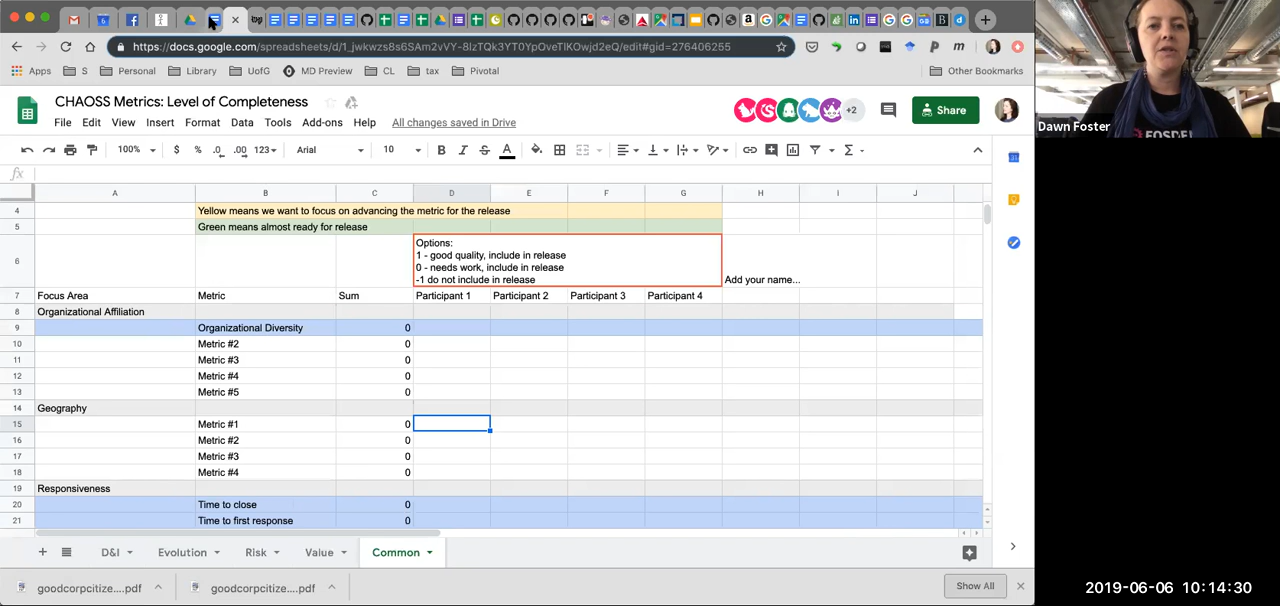 https://docs.google.com/spreadsheets/d/1_jwkwzs8s6SAm2vVY-8lzTQk3YT0YpOveTlKOwjd2eQ/edit#gid=276406255
Apps S Personal Library UofG MD Preview CL tax Pivotal Other Bookmarks
CHAOSS Metrics: Level of Completeness
+2
Share
File Edit View Insert Format Tools Add-ons Help All changes saved in Drive
100% $ % .0 .00 123 Arial 10 B I S A
fx
A B C D E F G H I J
4 Yellow means we want to focus on advancing the metric for the release
5 Green means almost ready for release
6 Options:
1 - good quality, include in release
0 - needs work, include in release
-1 do not include in release Add your name...
7 Focus Area Metric Sum Participant 1 Participant 2 Participant 3 Participant 4
8 Organizational Affiliation
9 Organizational Diversity 0
10 Metric #2 0
11 Metric #3 0
12 Metric #4 0
13 Metric #5 0
14 Geography
15 Metric #1 0
16 Metric #2 0
17 Metric #3 0
18 Metric #4 0
19 Responsiveness
20 Time to close 0
21 Time to first response 0
D&I Evolution Risk Value Common
goodcorpcitize....pdf goodcorpcitize....pdf Show All
Dawn Foster
2019-06-06 10:14:30